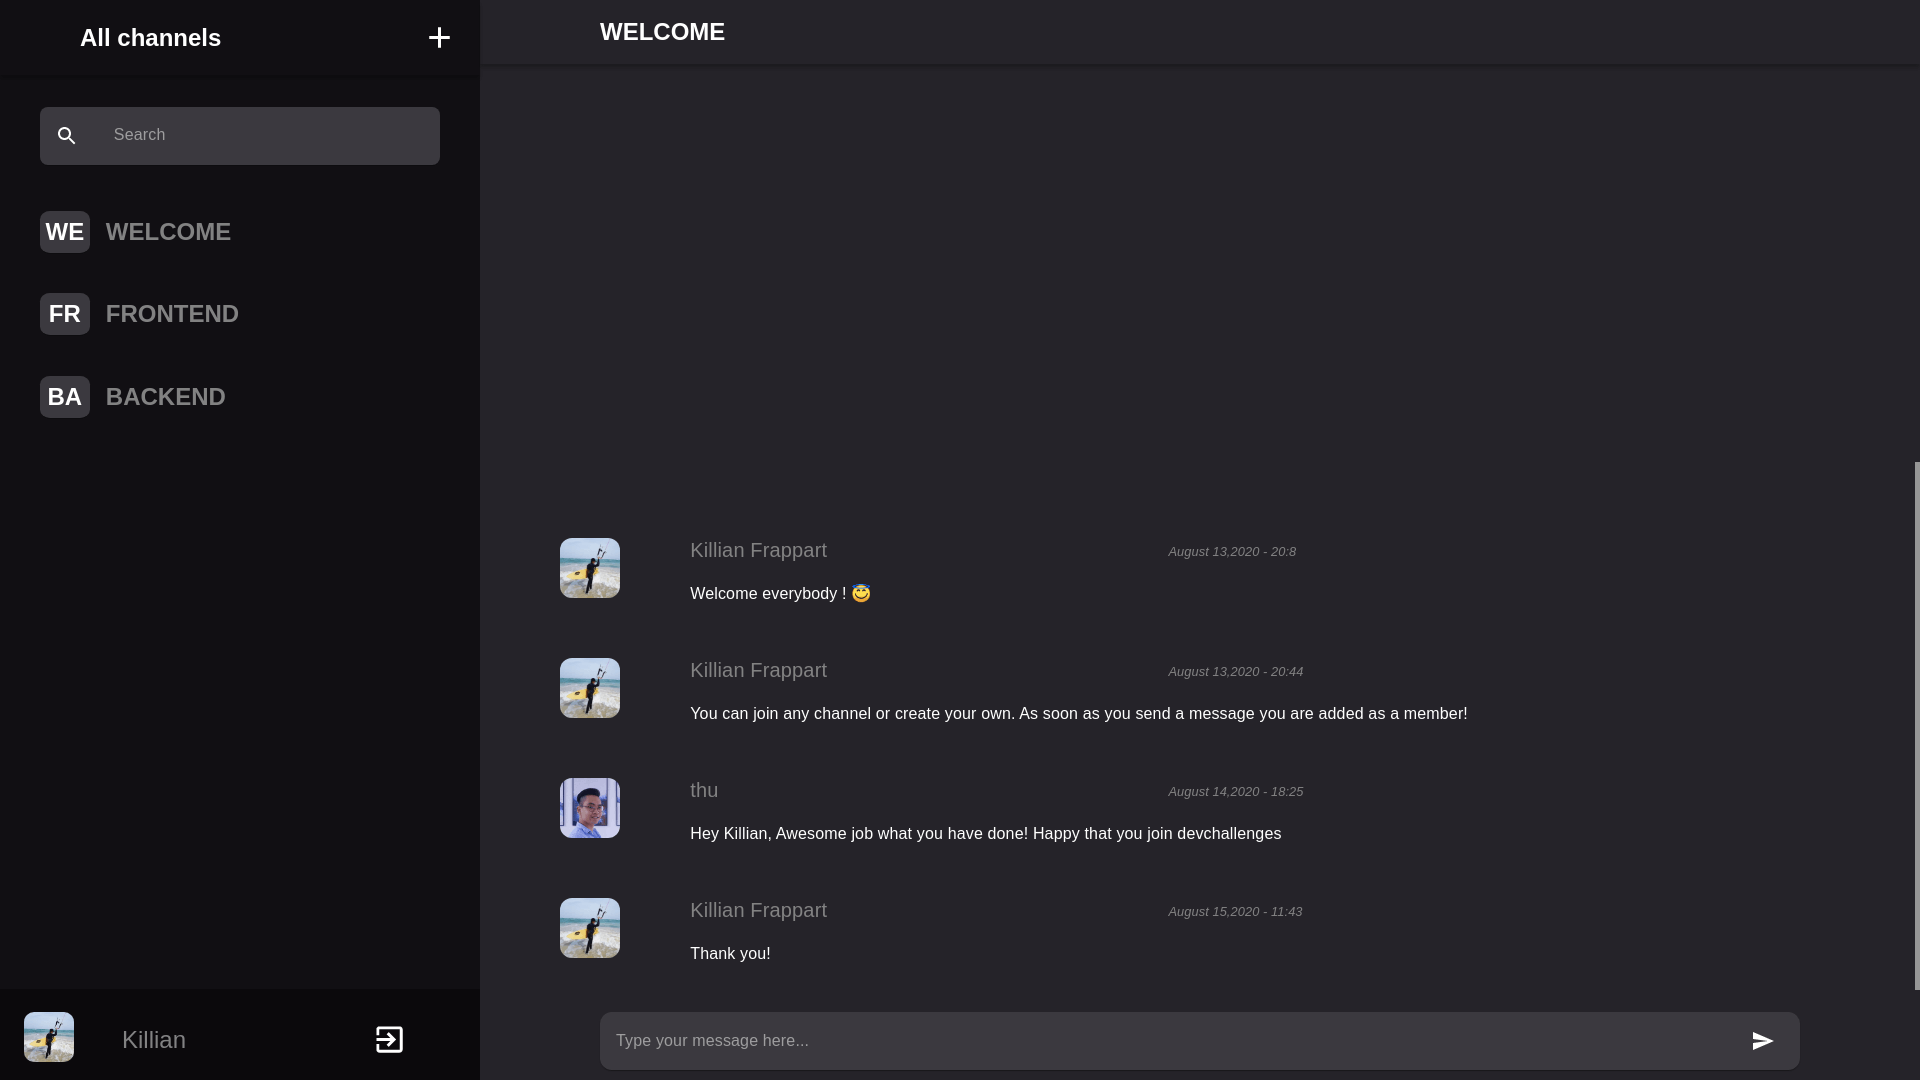 All channels
Search
WE WELCOME
FR FRONTEND
BA BACKEND
Killian
WELCOME
Killian Frappart August 13,2020 - 20:8
Welcome everybody ! 😇
Killian Frappart August 13,2020 - 20:44
You can join any channel or create your own. As soon as you send a message you are added as a member!
thu August 14,2020 - 18:25
Hey Killian, Awesome job what you have done! Happy that you join devchallenges
Killian Frappart August 15,2020 - 11:43
Thank you!
Type your message here...